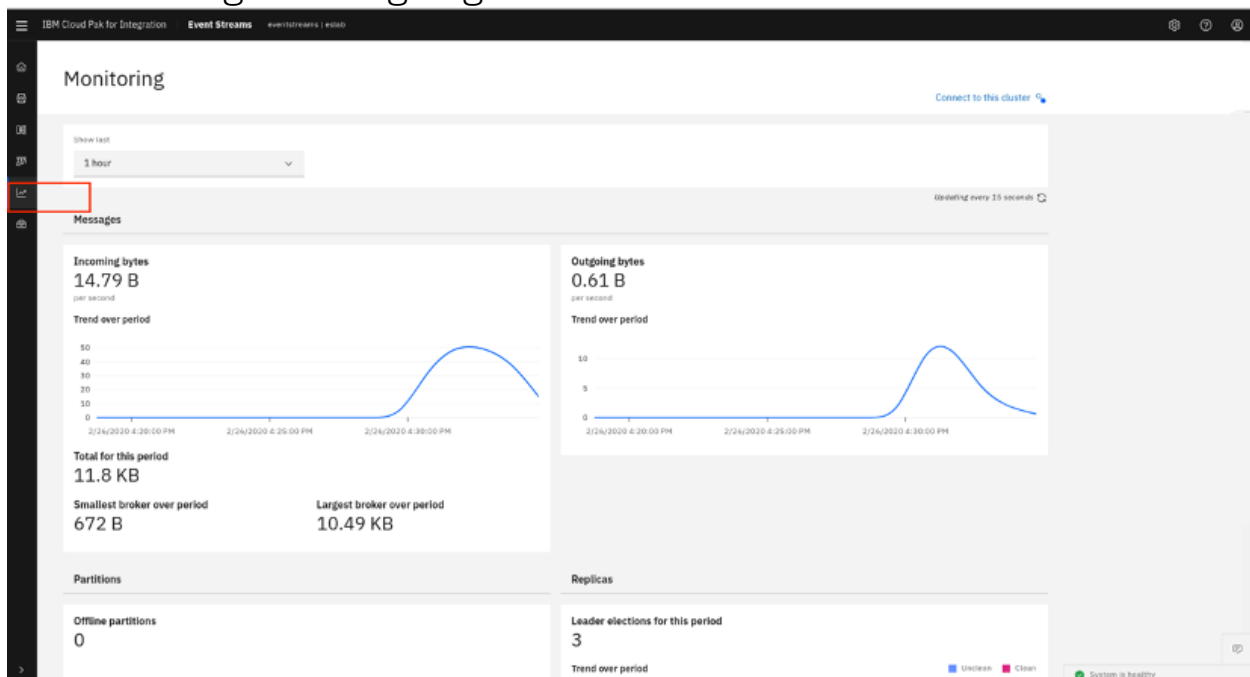 IBM Cloud Pak for Integration Event Streams eventstreams | eslab
Monitoring
Connect to this cluster
Show last
1 hour
Updating every 15 seconds
Messages
Incoming bytes
14.79 B
per second
Trend over period
50
40
30
20
10
0
2/26/2020 4:20:00 PM 2/26/2020 4:25:00 PM 2/26/2020 4:30:00 PM
Total for this period
11.8 KB
Smallest broker over period Largest broker over period
672 B 10.49 KB
Outgoing bytes
0.61 B
per second
Trend over period
10
5
0
2/26/2020 4:20:00 PM 2/26/2020 4:25:00 PM 2/26/2020 4:30:00 PM
Partitions
Offline partitions
0
Replicas
Leader elections for this period
3
Trend over period Unclean Clean
System is healthy